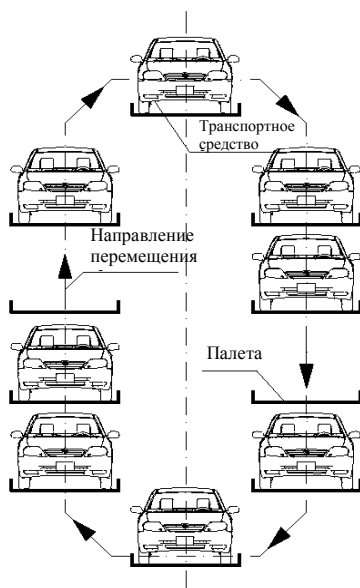 Транспортное
средство
Направление
перемещения
Палета